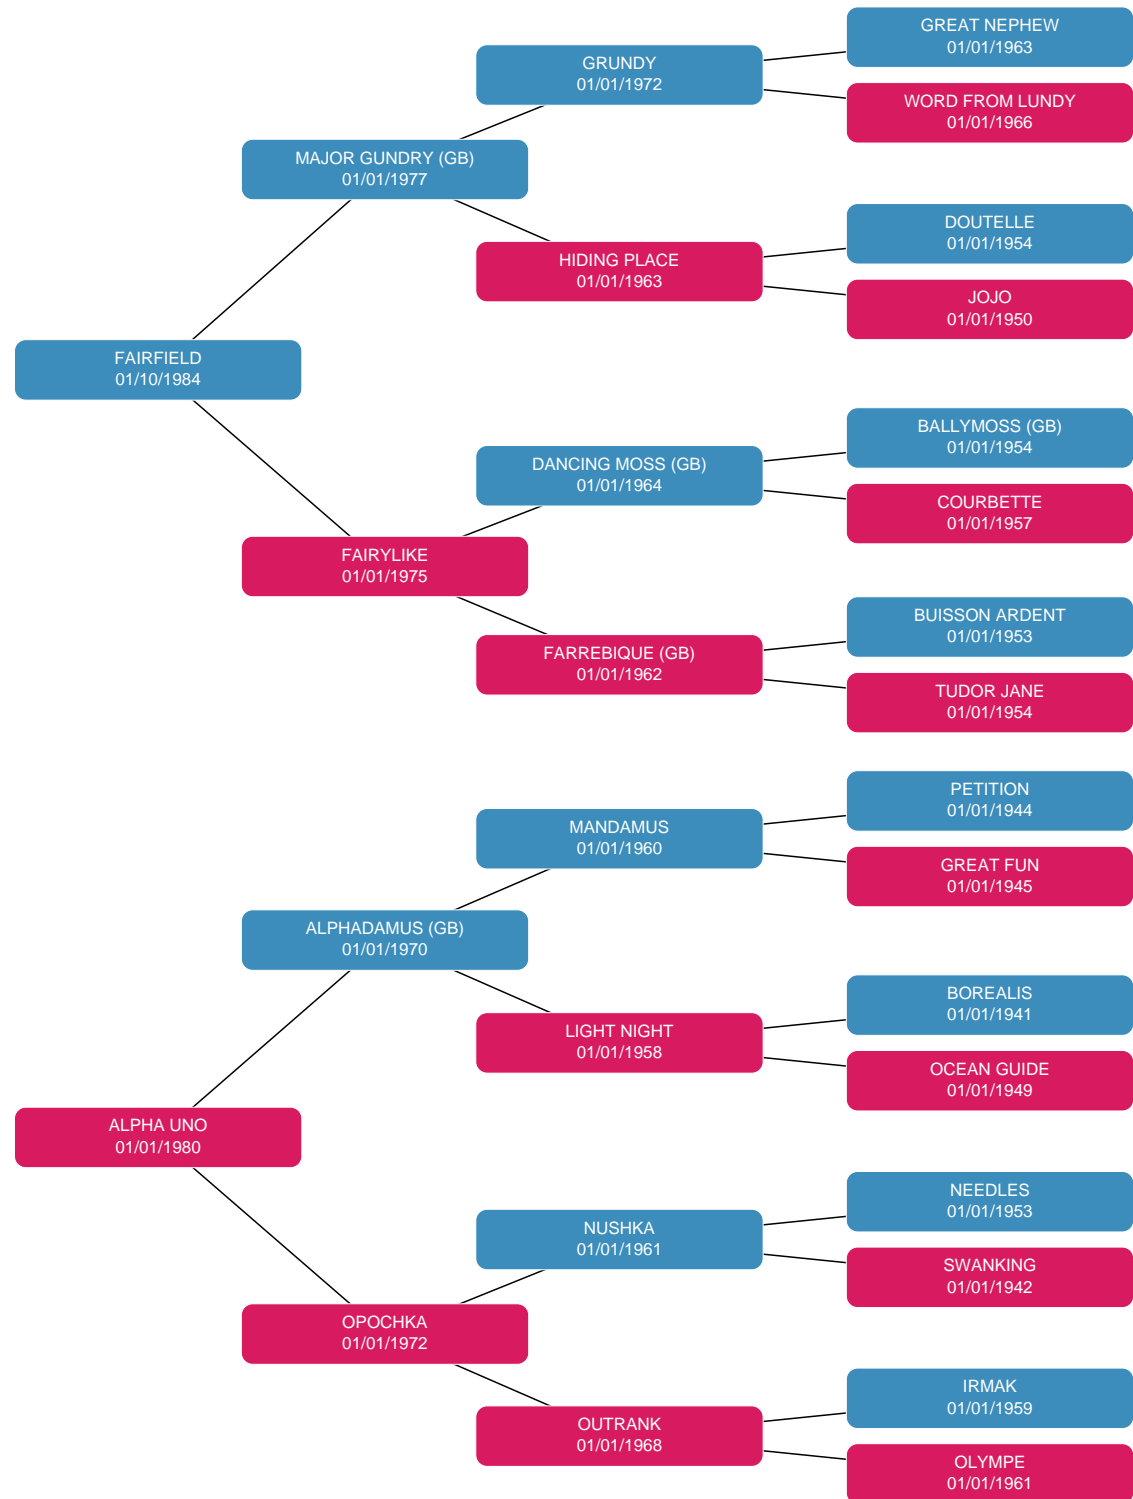 GREAT NEPHEW
01/01/1963
GRUNDY
01/01/1972
WORD FROM LUNDY
01/01/1966
MAJOR GUNDRY (GB)
01/01/1977
DOUTELLE
01/01/1954
HIDING PLACE
01/01/1963
JOJO
01/01/1950
FAIRFIELD
01/10/1984
BALLYMOSS (GB)
01/01/1954
DANCING MOSS (GB)
01/01/1964
COURBETTE
01/01/1957
FAIRYLIKE
01/01/1975
BUISSON ARDENT
01/01/1953
FARREBIQUE (GB)
01/01/1962
TUDOR JANE
01/01/1954
PETITION
01/01/1944
MANDAMUS
01/01/1960
GREAT FUN
01/01/1945
ALPHADAMUS (GB)
01/01/1970
BOREALIS
01/01/1941
LIGHT NIGHT
01/01/1958
OCEAN GUIDE
01/01/1949
ALPHA UNO
01/01/1980
NEEDLES
01/01/1953
NUSHKA
01/01/1961
SWANKING
01/01/1942
OPOCHKA
01/01/1972
IRMAK
01/01/1959
OUTRANK
01/01/1968
OLYMPE
01/01/1961